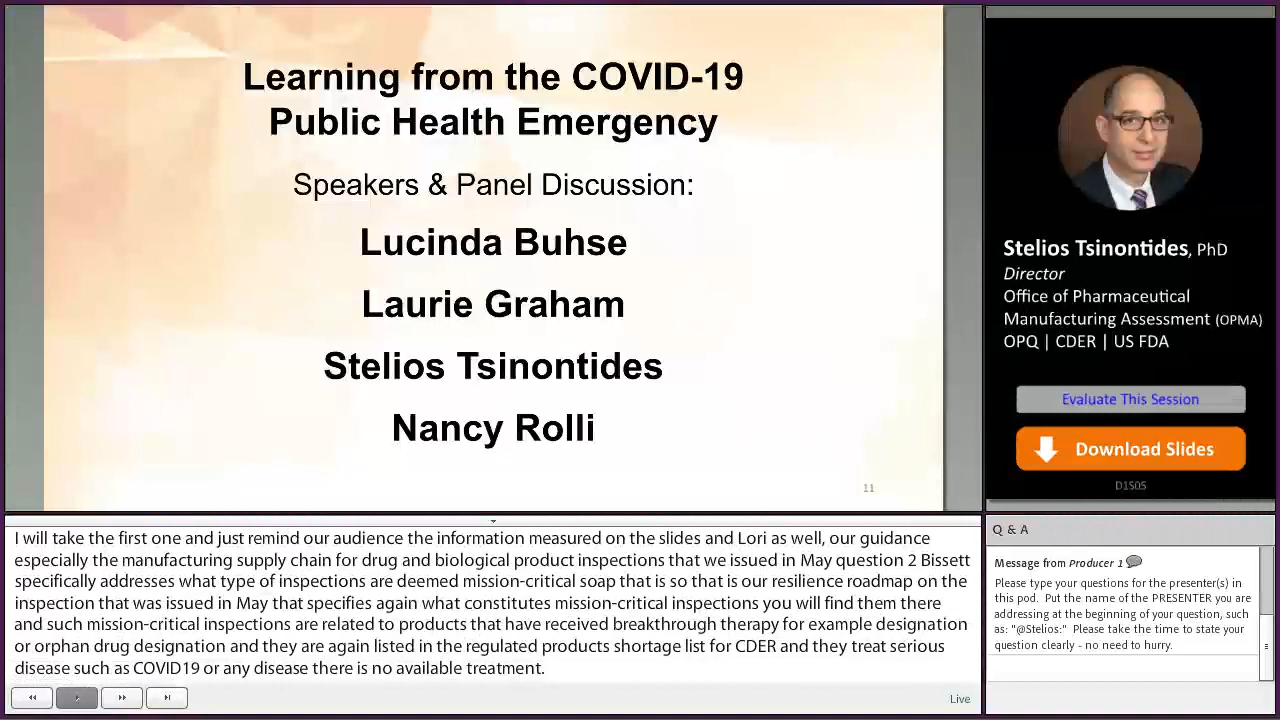 Learning from the COVID-19
Public Health Emergency
Speakers & Panel Discussion:
Lucinda Buhse
Laurie Graham
Stelios Tsinontides
Nancy Rolli
11
Stelios Tsinontides, PhD
Director
Office of Pharmaceutical
Manufacturing Assessment (OPMA)
OPQ | CDER | US FDA
Evaluate This Session
Download Slides
D1S05
I will take the first one and just remind our audience the information measured on the slides and Lori as well, our guidance
especially the manufacturing supply chain for drug and biological product inspections that we issued in May question 2 Bissett
specifically addresses what type of inspections are deemed mission-critical soap that is so that is our resilience roadmap on the
inspection that was issued in May that specifies again what constitutes mission-critical inspections you will find them there
and such mission-critical inspections are related to products that have received breakthrough therapy for example designation
or orphan drug designation and they are again listed in the regulated products shortage list for CDER and they treat serious
disease such as COVID19 or any disease there is no available treatment.
Live
Q & A
Message from Producer 1
Please type your questions for the presenter(s) in
this pod. Put the name of the PRESENTER you are
addressing at the beginning of your question, such
as: "@Stelios:" Please take the time to state your
question clearly - no need to hurry.